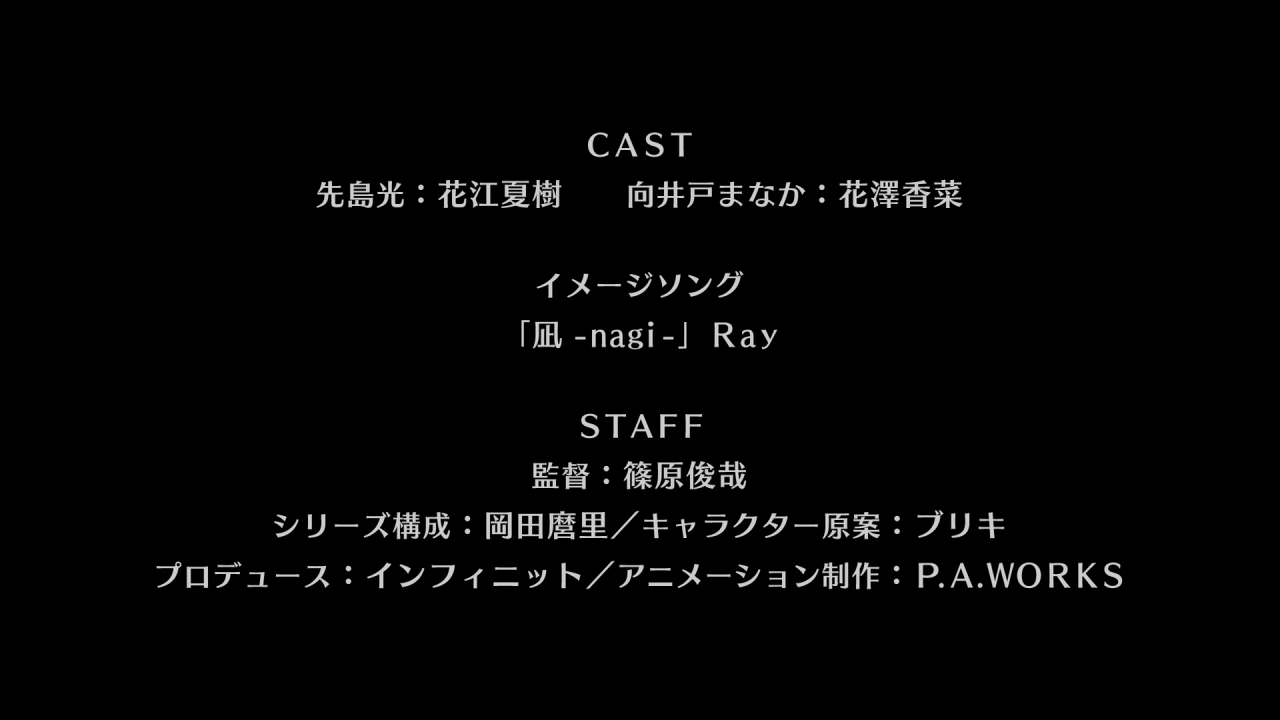 CAST
先島光：花江夏樹　　向井戸まなか：花澤香菜
イメージソング
「凪 -nagi-」Ray
STAFF
監督：篠原俊哉
シリーズ構成：岡田麿里／キャラクター原案：ブリキ
プロデュース：インフィニット／アニメーション制作：P.A.WORKS